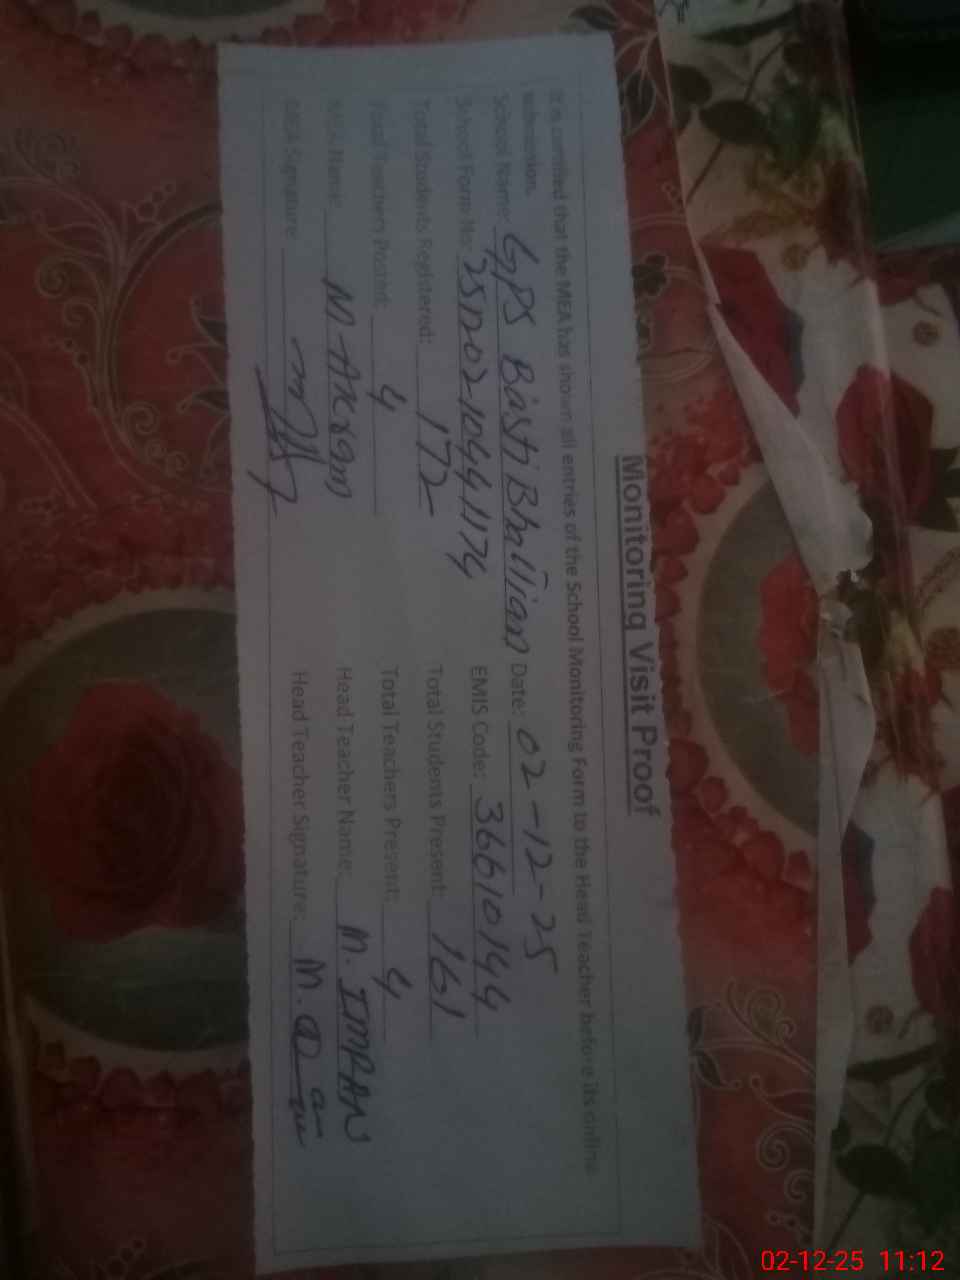 Monitoring Visit Proof
It is certified that the MEA has shown all entries of the School Monitoring Form to the Head Teacher before its online
submission.
School Name: GPS Basti Bhallian Date: 02-12-25
School Form No: 25D0210441174 EMIS Code: 36610144
Total Students Registered: 172 Total Students Present: 161
Total Teachers Posted: 4 Total Teachers Present: 4
MEA Name: M. Akram Head Teacher Name: M. IMRAN
MEA Signature: Head Teacher Signature:
02-12-25 11:12